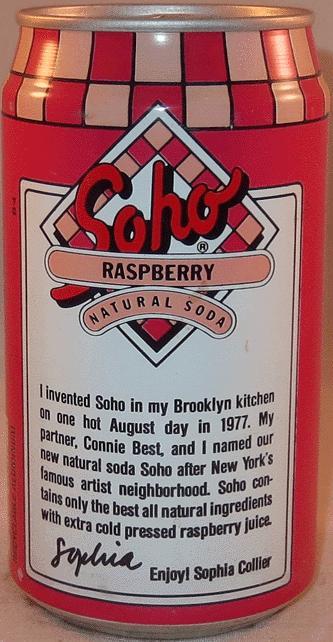 Soho®
RASPBERRY
NATURAL SODA
I invented Soho in my Brooklyn kitchen
on one hot August day in 1977. My
partner, Connie Best, and I named our
new natural soda Soho after New York's
famous artist neighborhood. Soho con-
tains only the best all natural ingredients
with extra cold pressed raspberry juice.
Sophia
Enjoy! Sophia Collier